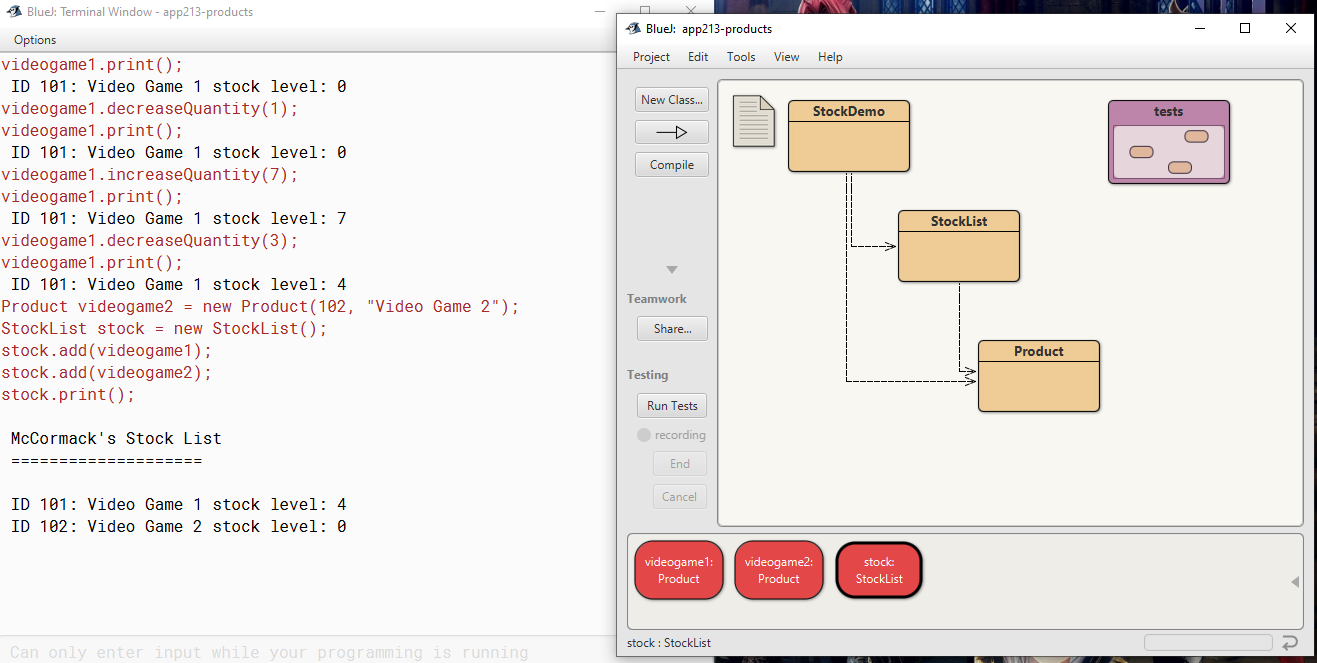 BlueJ: Terminal Window - app213-products
Options
videogame1.print();
ID 101: Video Game 1 stock level: 0
videogame1.decreaseQuantity(1);
videogame1.print();
ID 101: Video Game 1 stock level: 0
videogame1.increaseQuantity(7);
videogame1.print();
ID 101: Video Game 1 stock level: 7
videogame1.decreaseQuantity(3);
videogame1.print();
ID 101: Video Game 1 stock level: 4
Product videogame2 = new Product(102, "Video Game 2");
StockList stock = new StockList();
stock.add(videogame1);
stock.add(videogame2);
stock.print();
McCormack's Stock List
====================
ID 101: Video Game 1 stock level: 4
ID 102: Video Game 2 stock level: 0
Can only enter input while your programming is running
BlueJ: app213-products
Project Edit Tools View Help
New Class...
Compile
Teamwork
Share...
Testing
Run Tests
recording
End
Cancel
StockDemo
tests
StockList
Product
videogame1:
Product
videogame2:
Product
stock:
StockList
stock : StockList